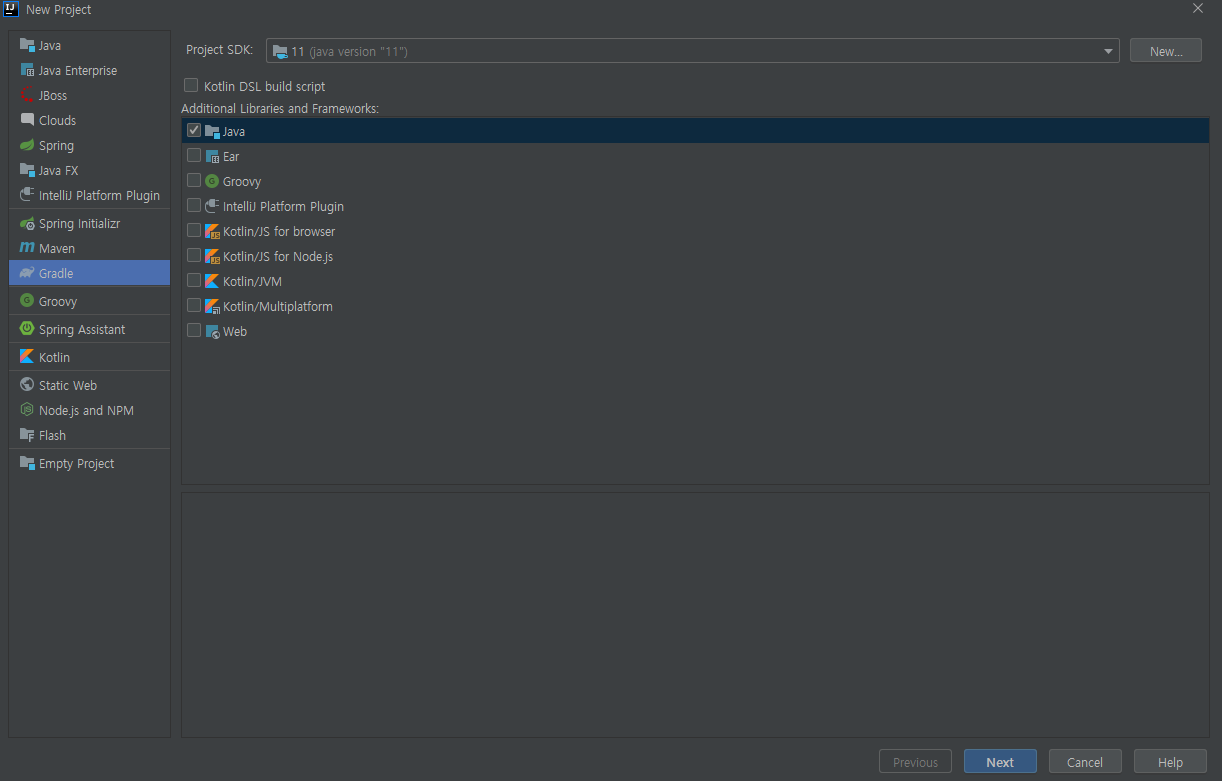 New Project
Java
Java Enterprise
JBoss
Clouds
Spring
Java FX
IntelliJ Platform Plugin
Spring Initializr
Maven
Gradle
Groovy
Spring Assistant
Kotlin
Static Web
Node.js and NPM
Flash
Empty Project
Project SDK: 11 (java version "11") New...
Kotlin DSL build script
Additional Libraries and Frameworks:
Java
Ear
Groovy
IntelliJ Platform Plugin
Kotlin/JS for browser
Kotlin/JS for Node.js
Kotlin/JVM
Kotlin/Multiplatform
Web
Previous Next Cancel Help